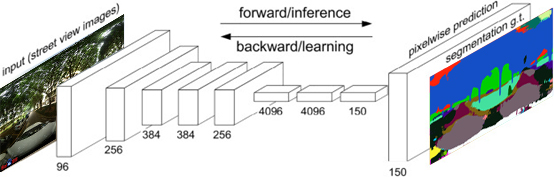 forward/inference
backward/learning
input (street view images)
pixelwise prediction
segmentation g.t.
96
256
384
384
256
4096
4096
150
150